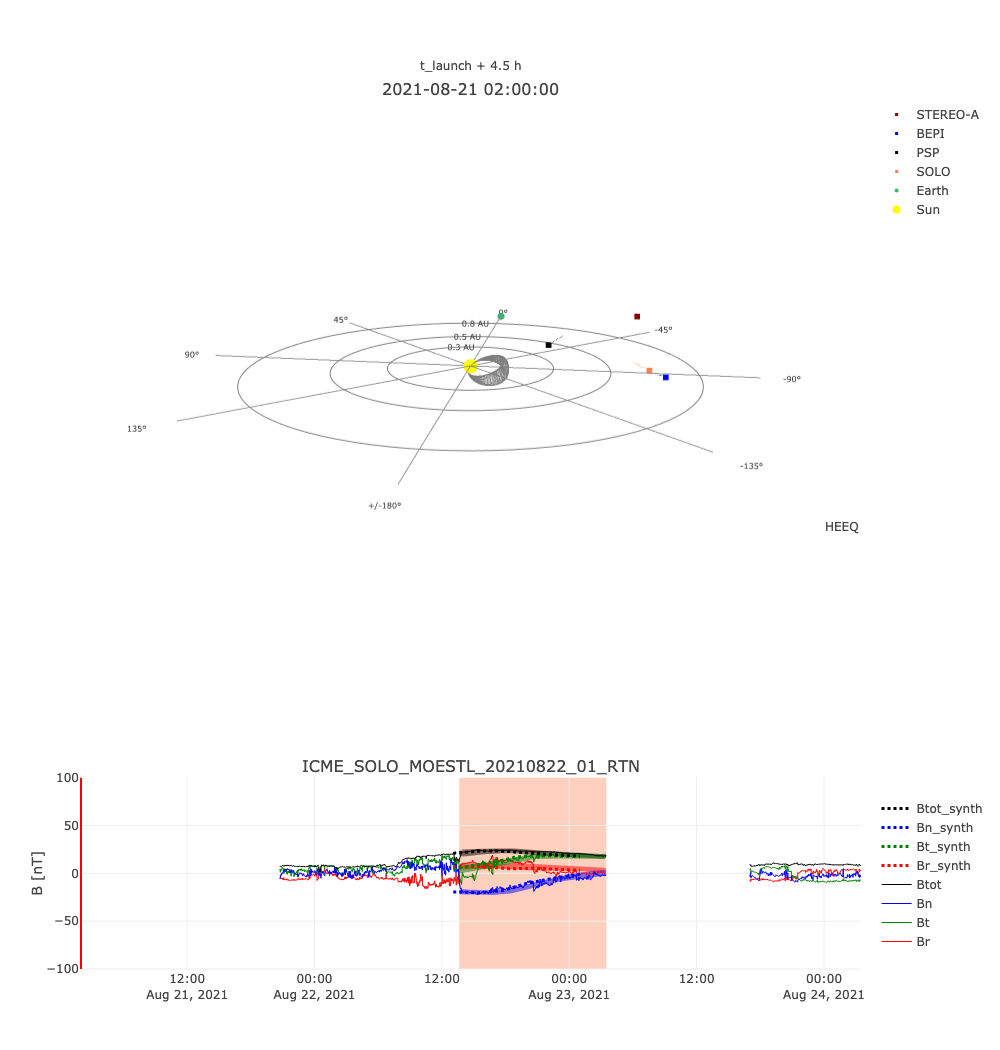 t_launch + 4.5 h
2021-08-21 02:00:00
STEREO-A
BEPI
PSP
SOLO
Earth
Sun
0°
45°
0.8 AU
-45°
0.5 AU
0.3 AU
90°
-90°
135°
-135°
+/-180°
HEEQ
ICME_SOLO_MOESTL_20210822_01_RTN
B [nT]
100
50
0
−50
−100
12:00
Aug 21, 2021
00:00
Aug 22, 2021
12:00
00:00
Aug 23, 2021
12:00
00:00
Aug 24, 2021
Btot_synth
Bn_synth
Bt_synth
Br_synth
Btot
Bn
Bt
Br